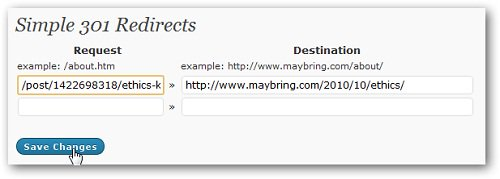 Simple 301 Redirects
Request Destination
example: /about.htm example: http://www.maybring.com/about/
/post/1422698318/ethics-k » http://www.maybring.com/2010/10/ethics/
»
Save Changes